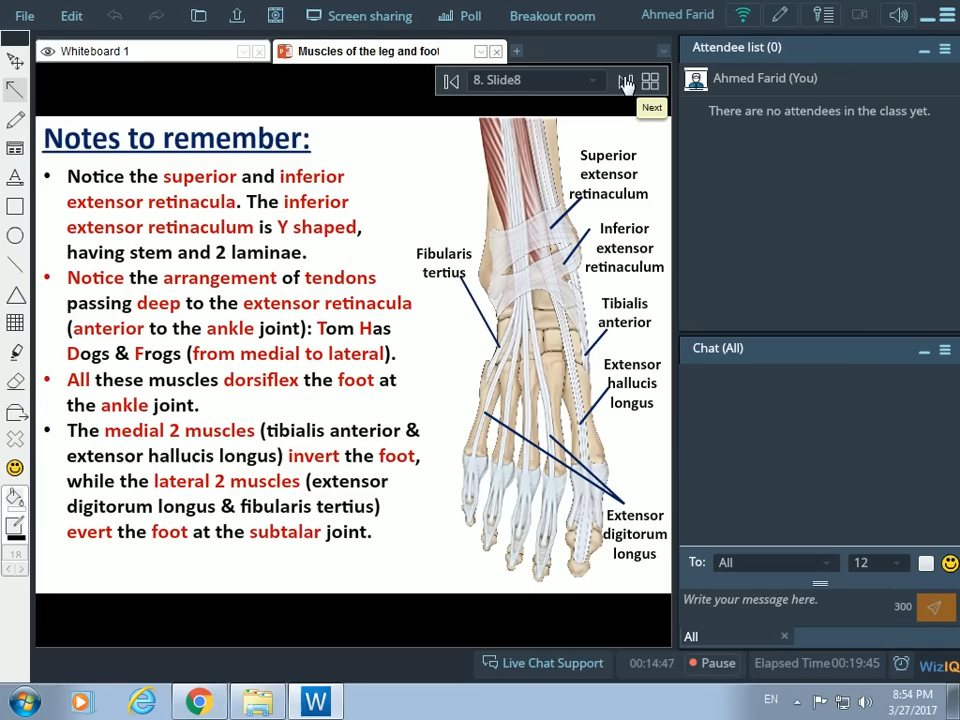 File
Edit
Screen sharing
Poll
Breakout room
Ahmed Farid
Whiteboard 1
Muscles of the leg and foot
8. Slide8
Next
Notes to remember:
• Notice the superior and inferior
extensor retinacula. The inferior
extensor retinaculum is Y shaped,
having stem and 2 laminae.
• Notice the arrangement of tendons
passing deep to the extensor retinacula
(anterior to the ankle joint): Tom Has
Dogs & Frogs (from medial to lateral).
• All these muscles dorsiflex the foot at
the ankle joint.
• The medial 2 muscles (tibialis anterior &
extensor hallucis longus) invert the foot,
while the lateral 2 muscles (extensor
digitorum longus & fibularis tertius)
evert the foot at the subtalar joint.
Superior
extensor
retinaculum
Inferior
extensor
retinaculum
Fibularis
tertius
Tibialis
anterior
Extensor
hallucis
longus
Extensor
digitorum
longus
Attendee list (0)
Ahmed Farid (You)
There are no attendees in the class yet.
Chat (All)
To:
All
12
Write your message here.
300
All
1R
Live Chat Support
00:14:47
Pause
Elapsed Time 00:19:45
WizIQ
EN
8:54 PM
3/27/2017